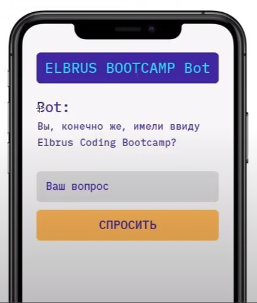 ELBRUS BOOTCAMP Bot
Bot:
Вы, конечно же, имели ввиду
Elbrus Coding Bootcamp?
Ваш вопрос
СПРОСИТЬ